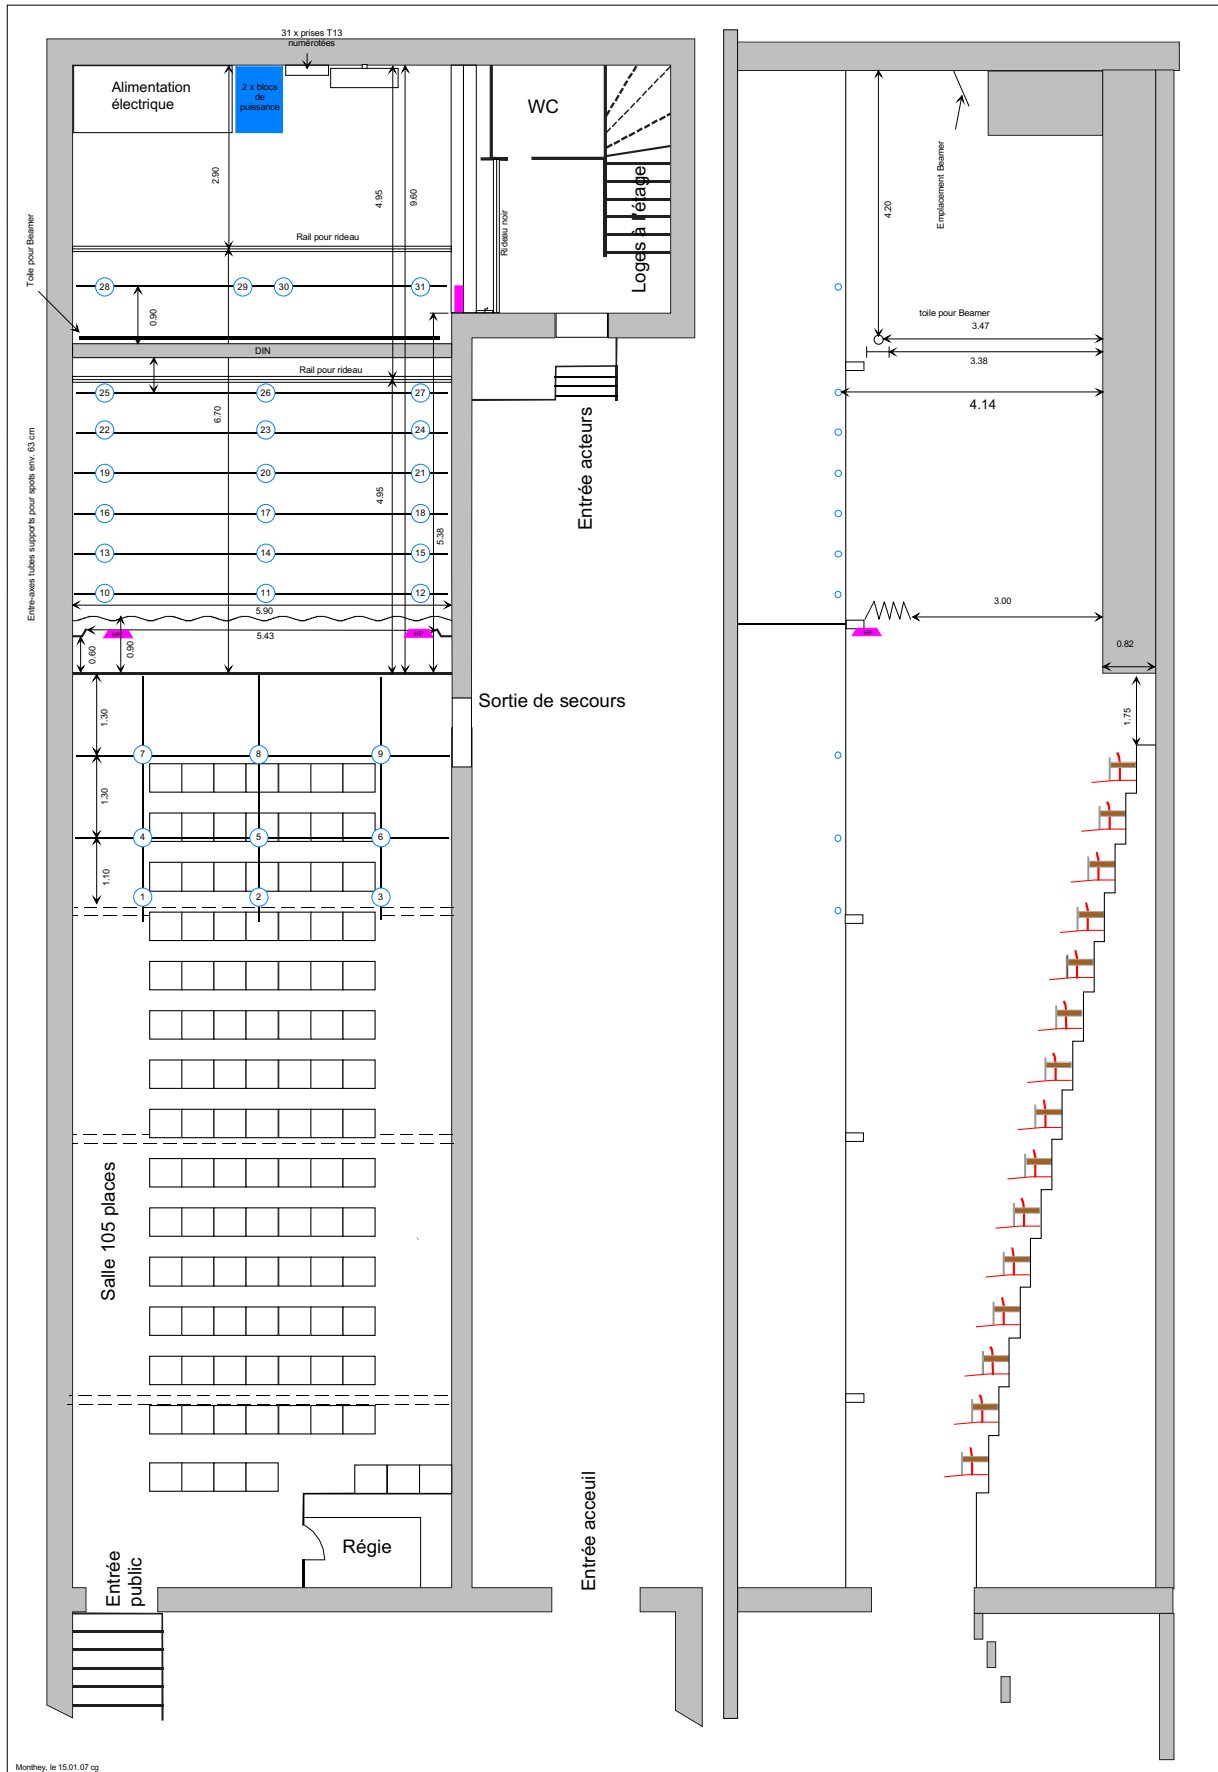 31 x prises T13
numérotées
Alimentation
électrique
2 x blocs
de
puissance
WC
2.90
4.95
9.60
Rideau noir
Loges à l'étage
Toile pour Beamer
Rail pour rideau
28
29
30
31
0.90
DIN
Rail pour rideau
25
26
27
6.70
22
23
24
19
20
21
4.95
16
17
18
5.38
13
14
15
10
11
12
Entre-axes tubes supports pour spots env. 63 cm
Entrée acteurs
5.90
HP
HP
5.43
0.60
0.90
Sortie de secours
1.30
7
8
9
1.30
4
5
6
1.10
1
2
3
Salle 105 places
Régie
Entrée
public
Entrée acceuil
Monthey, le 15.01.07 cg
Emplacement Beamer
4.20
toile pour Beamer
3.47
3.38
4.14
3.00
HP
0.82
1.75